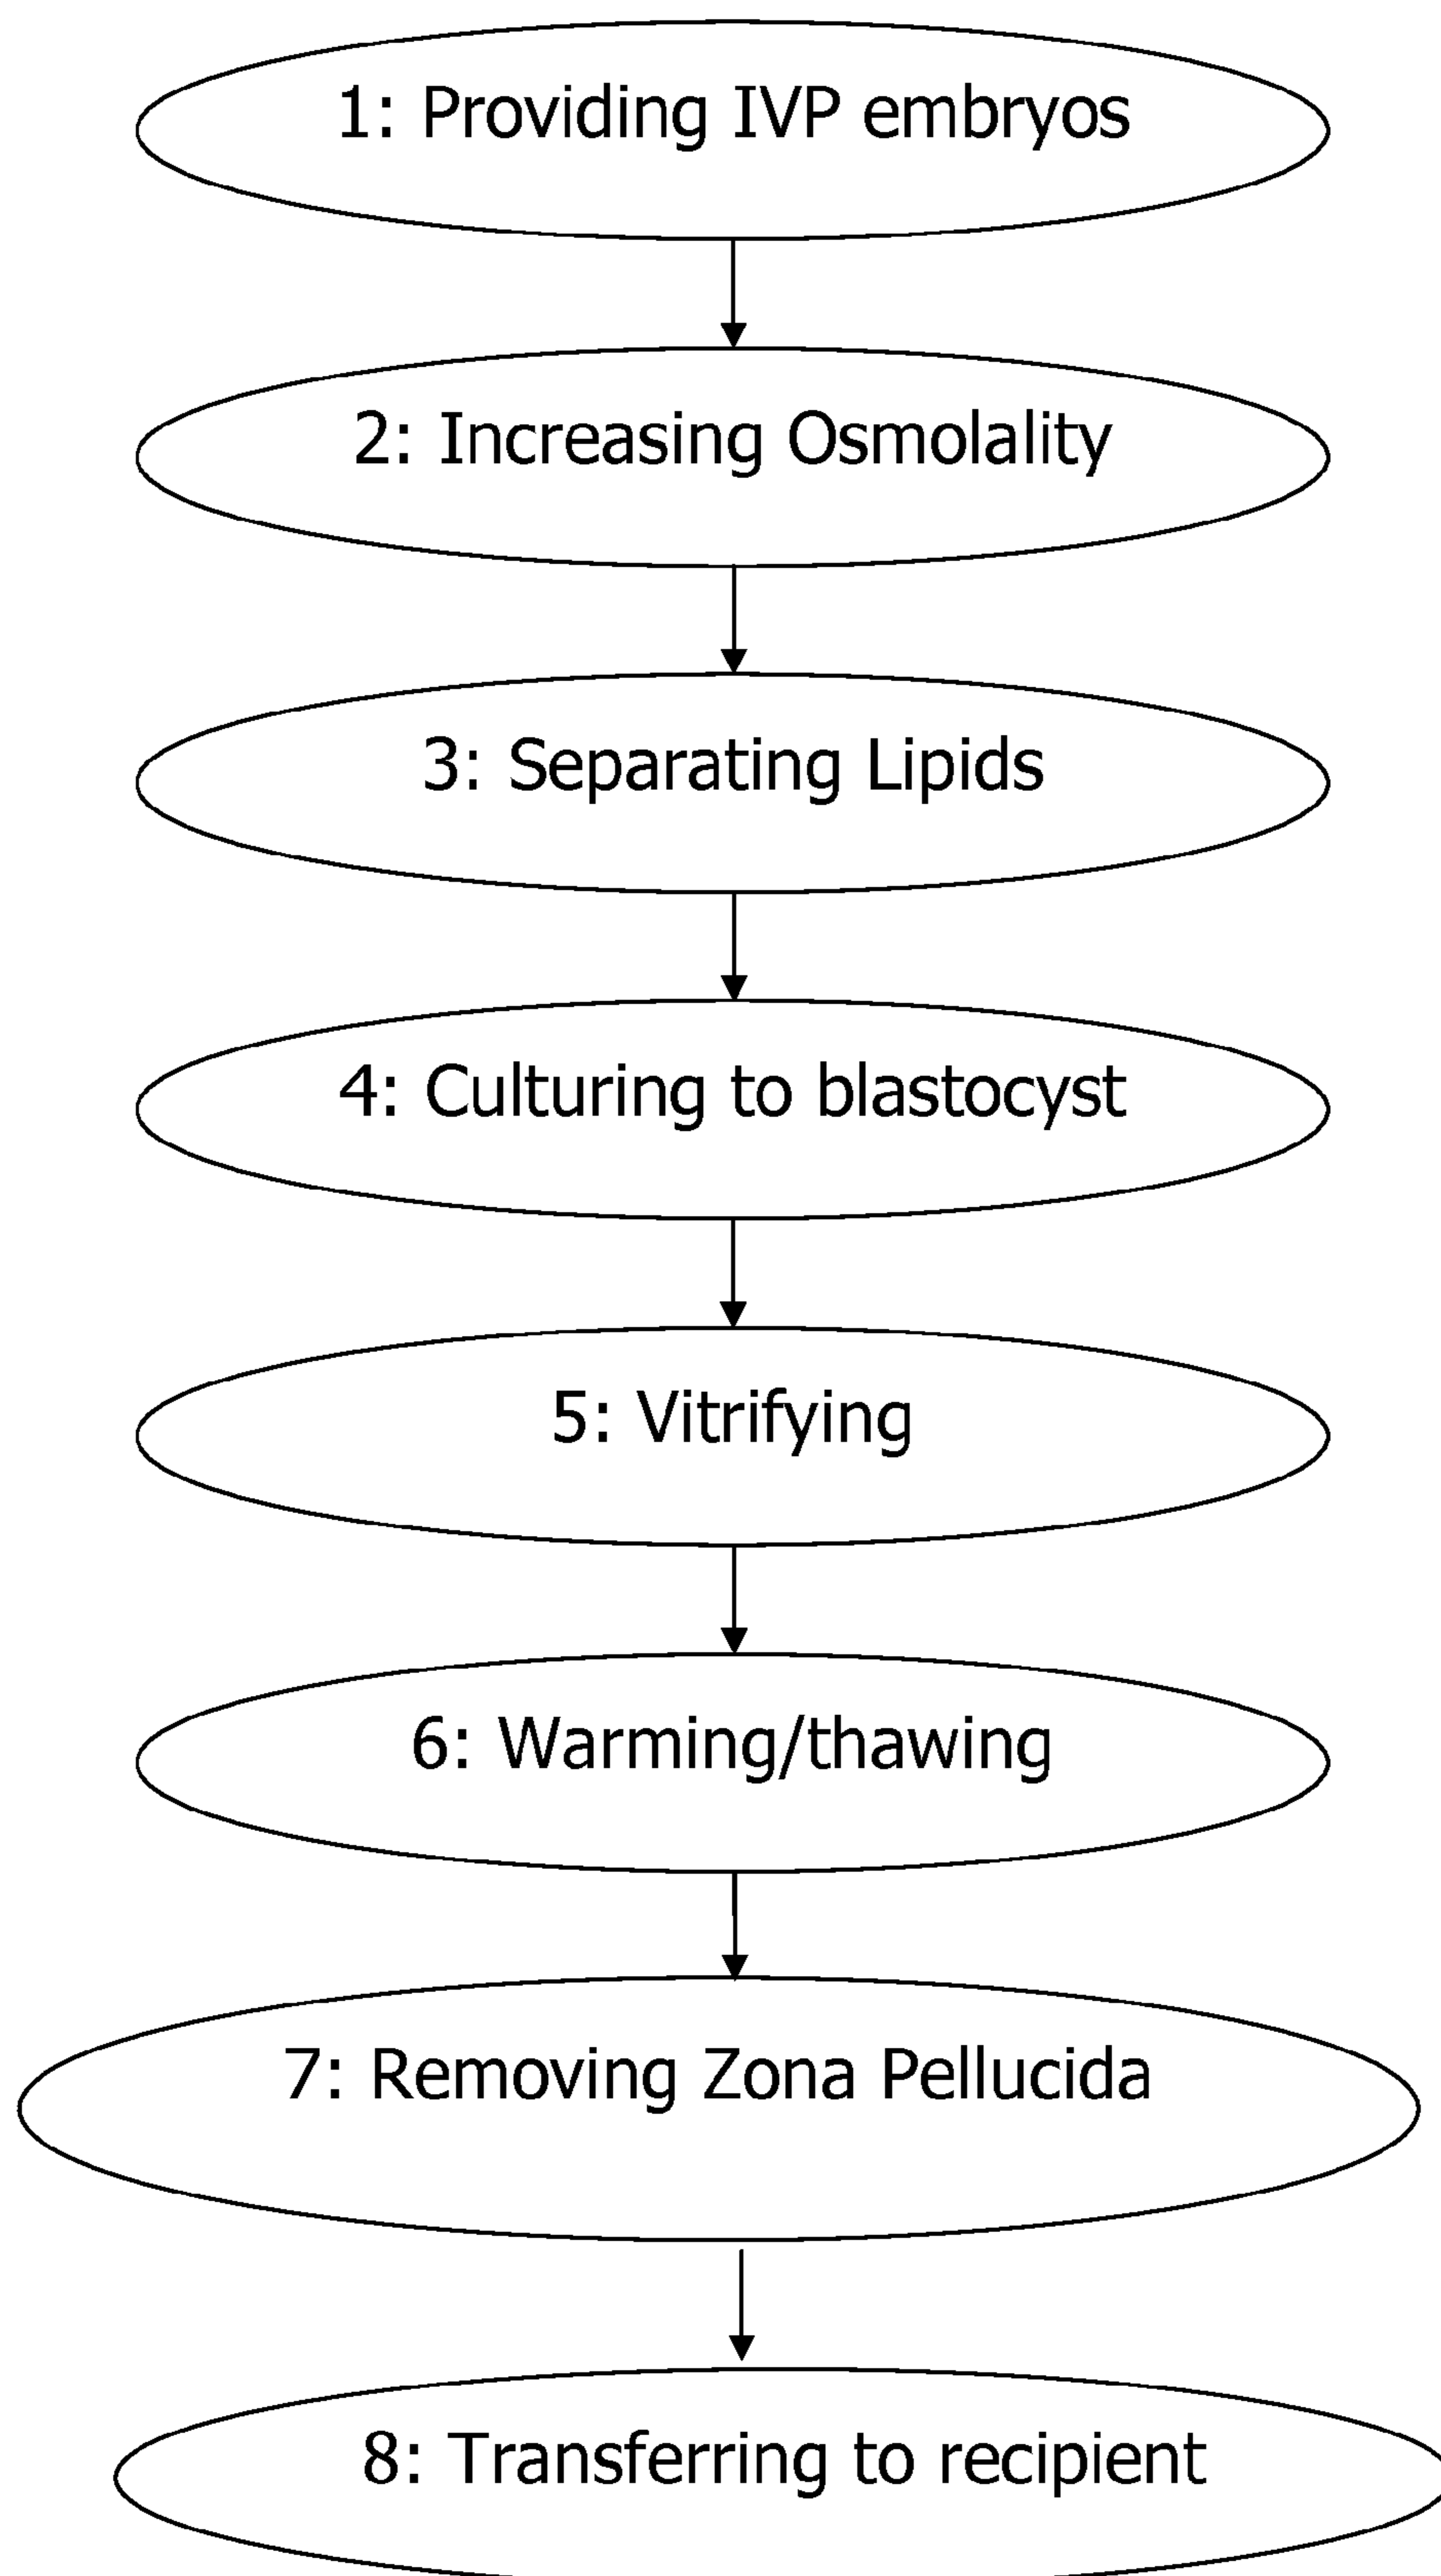 1: Providing IVP embryos
2: Increasing Osmolality
3: Separating Lipids
4: Culturing to blastocyst
5: Vitrifying
6: Warming/thawing
7: Removing Zona Pellucida
8: Transferring to recipient